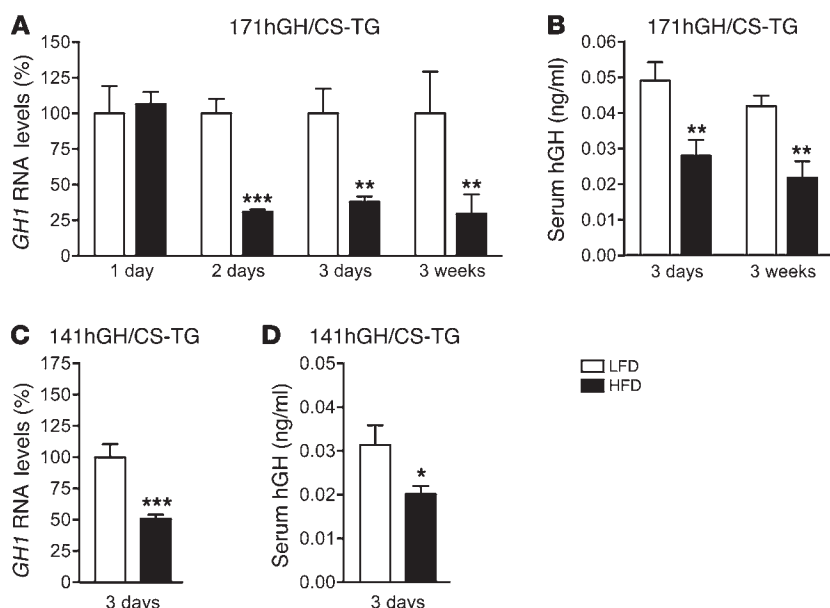 A
171hGH/CS-TG
GH1 RNA levels (%)
150
125
100
75
50
25
0
***
**
**
1 day
2 days
3 days
3 weeks
B
171hGH/CS-TG
Serum hGH (ng/ml)
0.06
0.05
0.04
0.03
0.02
0.01
0.00
**
**
3 days
3 weeks
C
141hGH/CS-TG
GH1 RNA levels (%)
175
150
125
100
75
50
25
0
***
3 days
D
141hGH/CS-TG
Serum hGH (ng/ml)
0.05
0.04
0.03
0.02
0.01
0.00
*
3 days
LFD
HFD